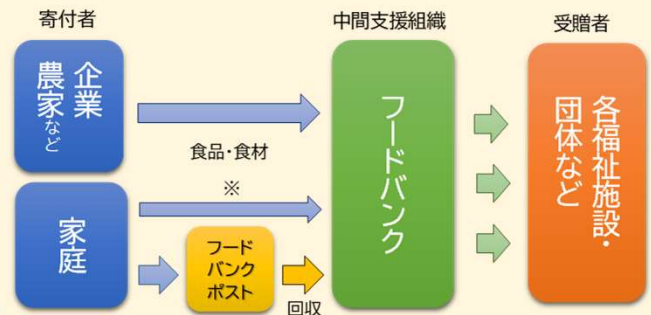 寄付者
中間支援組織
受贈者
企業
農家など
食品・食材
※
家庭
フード
バンク
ポスト
回収
フードバンク
各福祉施設・
団体など